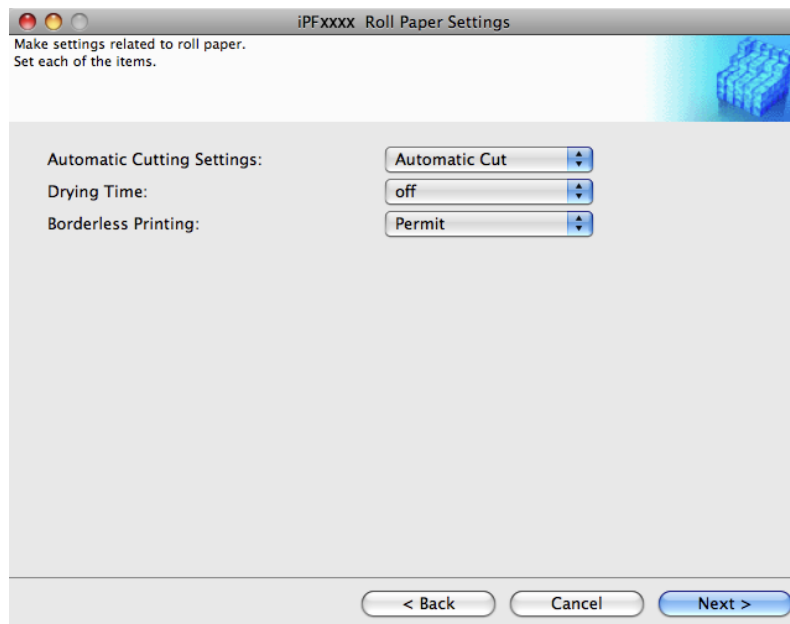 iPFxxxx Roll Paper Settings
Make settings related to roll paper.
Set each of the items.
Automatic Cutting Settings: Automatic Cut
Drying Time: off
Borderless Printing: Permit
< Back Cancel Next >